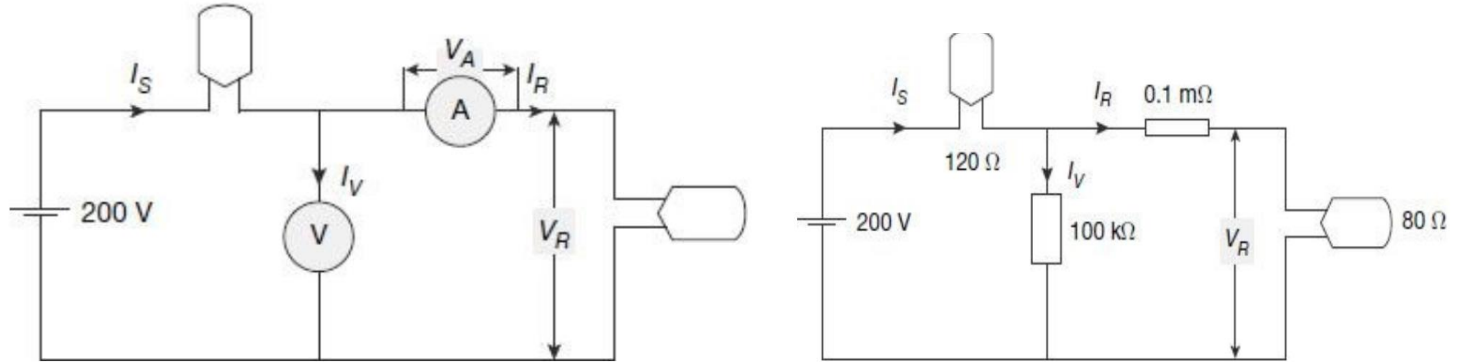 V_A
I_S
I_R
A
I_V
200 V
V
V_R
I_S
I_R
0.1 mΩ
120 Ω
I_V
200 V
100 kΩ
V_R
80 Ω